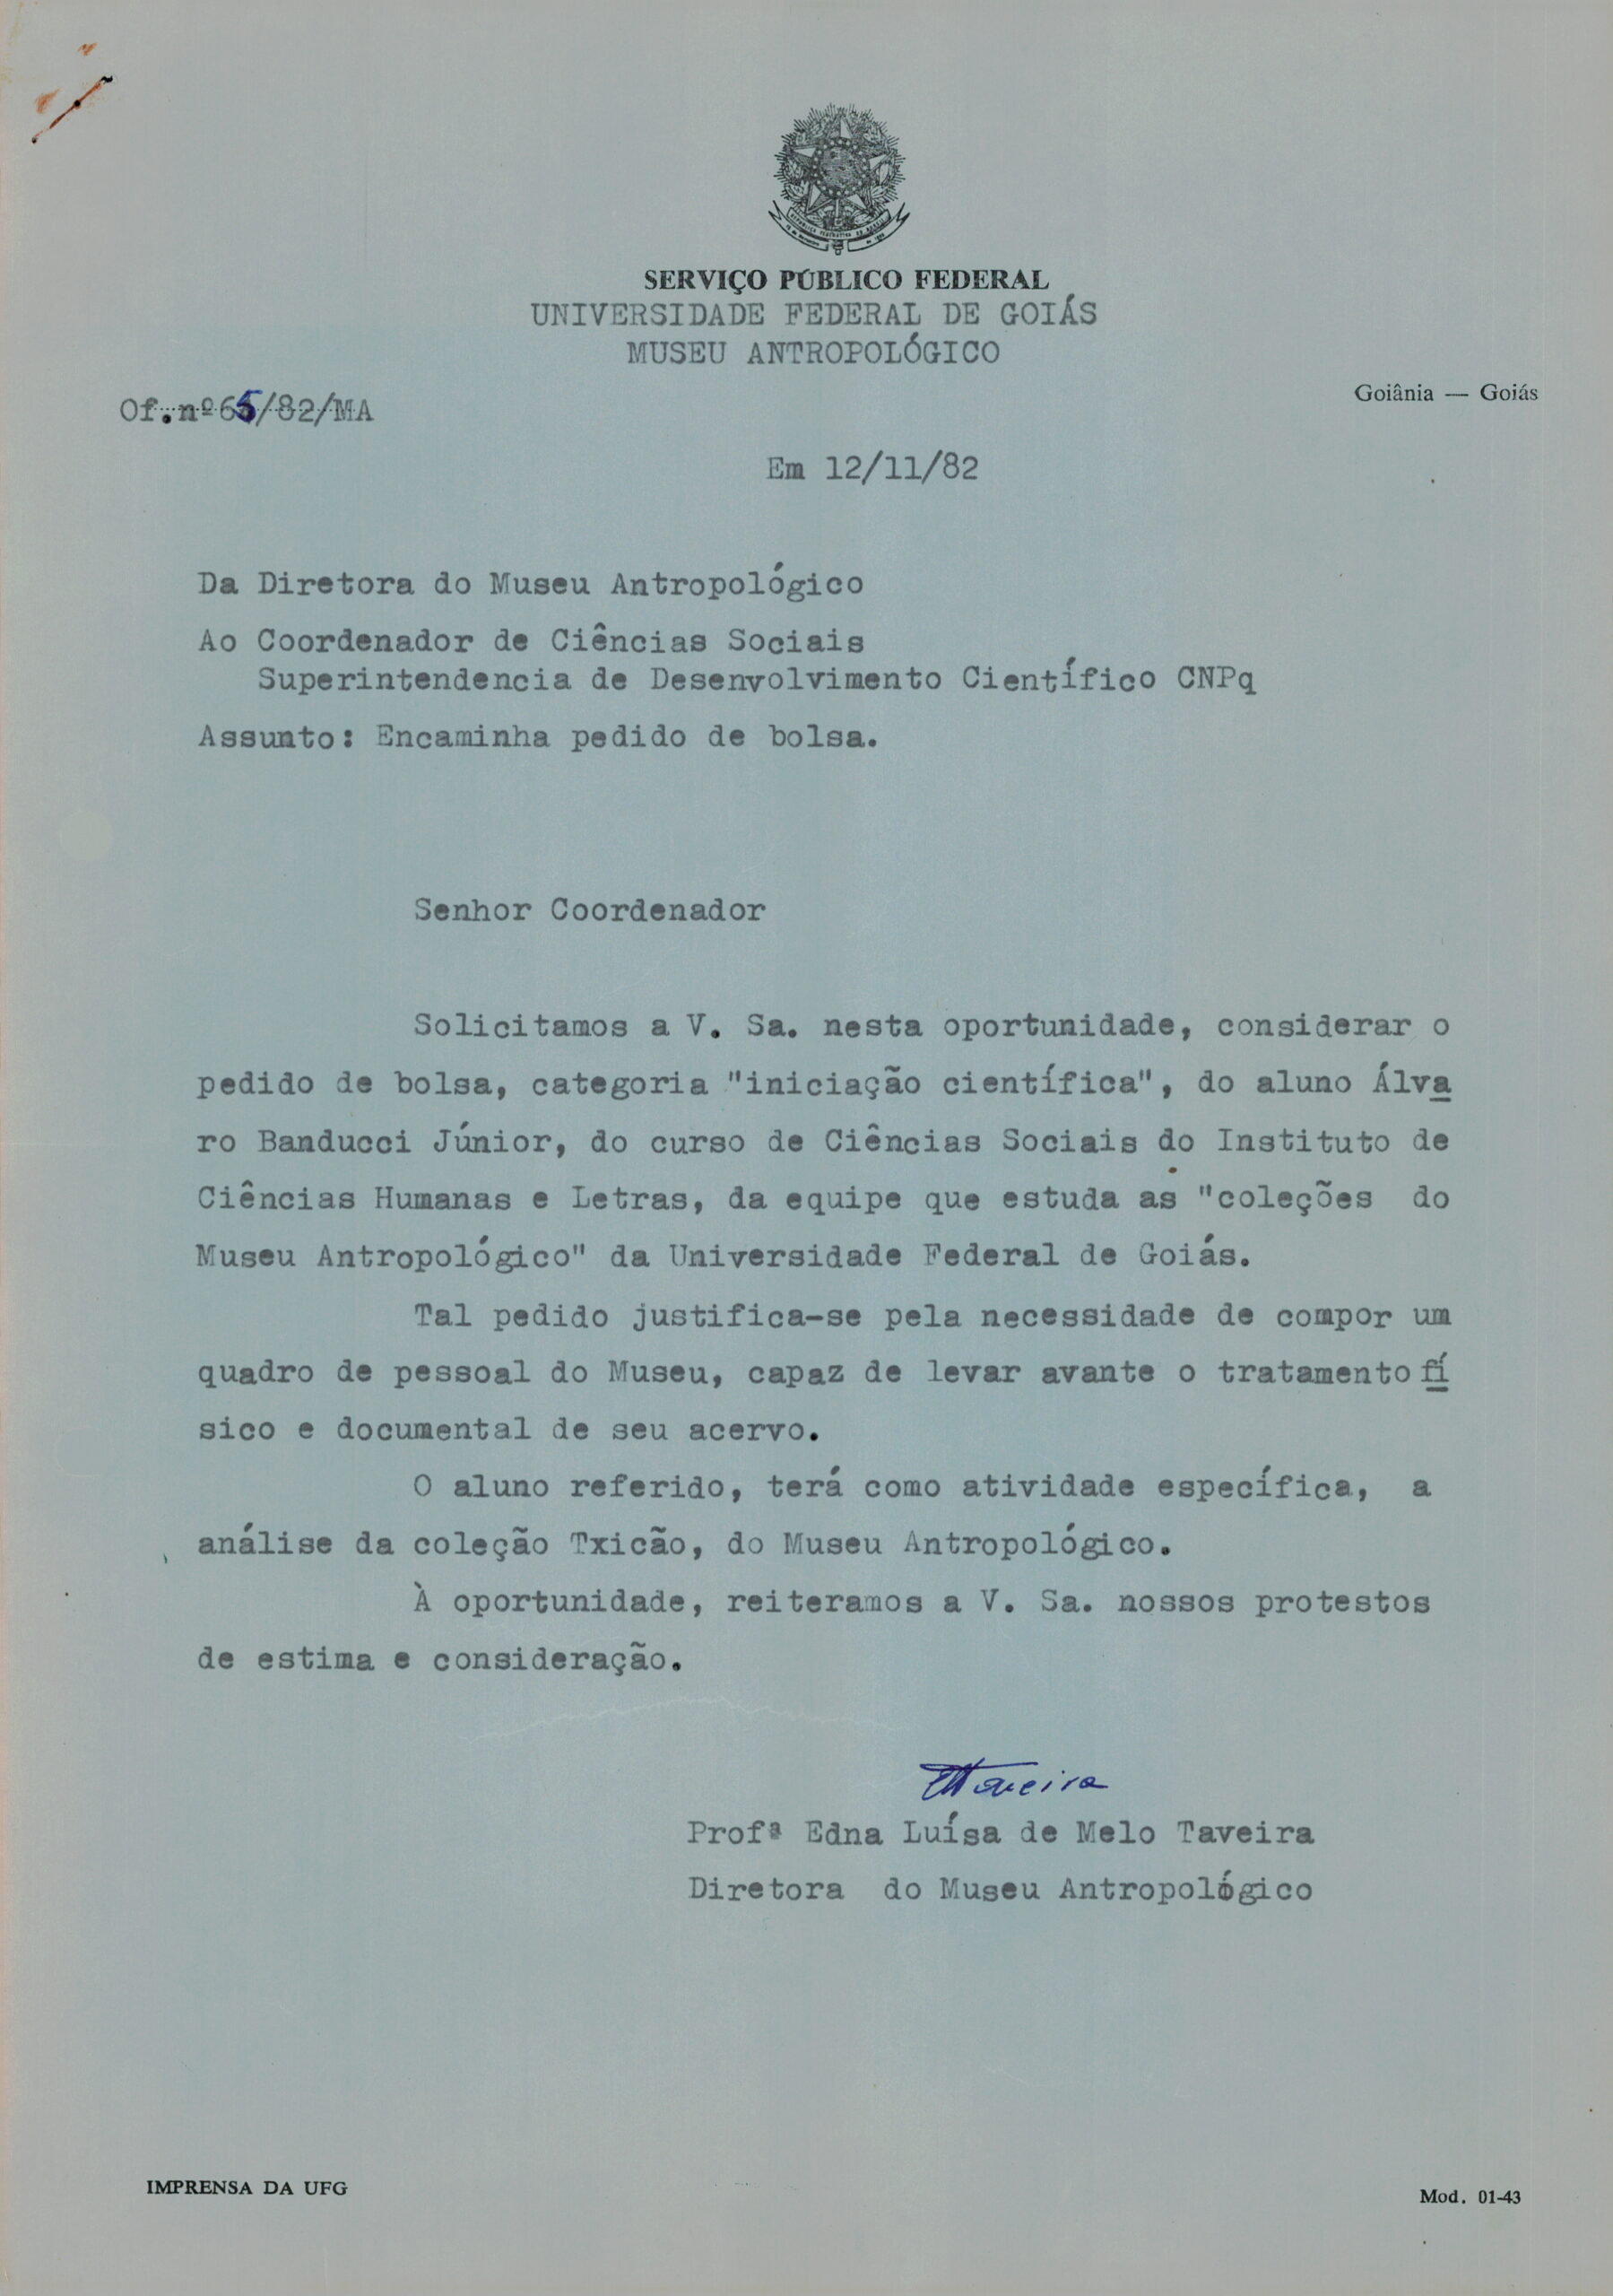 SERVIÇO PÚBLICO FEDERAL
UNIVERSIDADE FEDERAL DE GOIÁS
MUSEU ANTROPOLÓGICO
Goiânia — Goiás
Of. nº 65/82/MA
Em 12/11/82
Da Diretora do Museu Antropológico
Ao Coordenador de Ciências Sociais
Superintendencia de Desenvolvimento Científico CNPq
Assunto: Encaminha pedido de bolsa.
Senhor Coordenador
Solicitamos a V. Sa. nesta oportunidade, considerar o
pedido de bolsa, categoria "iniciação científica", do aluno Álva
ro Banducci Júnior, do curso de Ciências Sociais do Instituto de
Ciências Humanas e Letras, da equipe que estuda as "coleções do
Museu Antropológico" da Universidade Federal de Goiás.
Tal pedido justifica-se pela necessidade de compor um
quadro de pessoal do Museu, capaz de levar avante o tratamento fí
sico e documental de seu acervo.
O aluno referido, terá como atividade específica, a
análise da coleção Txicão, do Museu Antropológico.
À oportunidade, reiteramos a V. Sa. nossos protestos
de estima e consideração.
Profª Edna Luísa de Melo Taveira
Diretora do Museu Antropológico
IMPRENSA DA UFG
Mod. 01-43